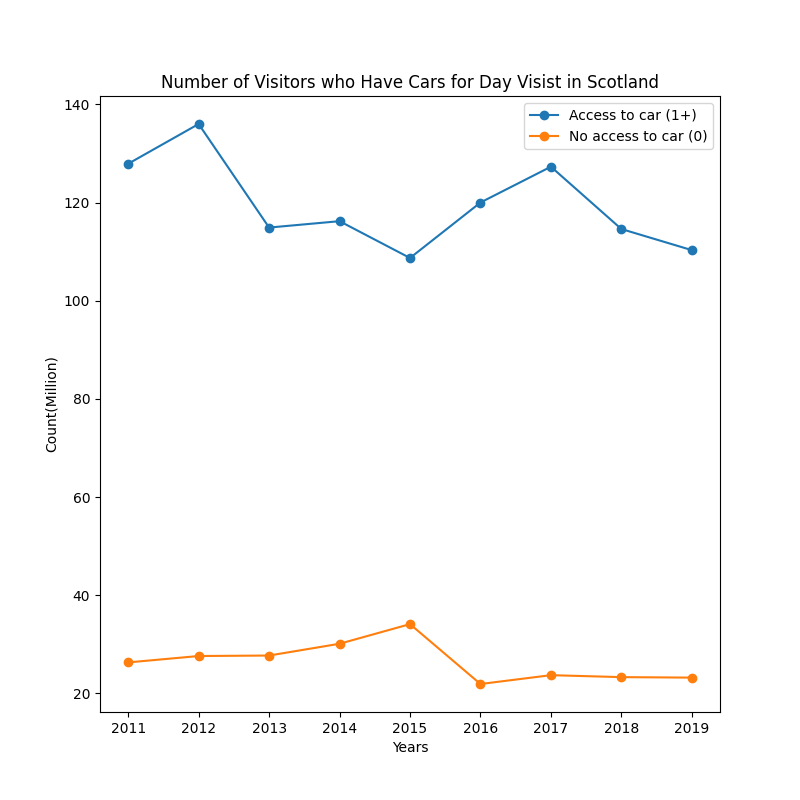 Number of Visitors who Have Cars for Day Visist in Scotland
Access to car (1+)
No access to car (0)
140
120
100
80
60
40
20
Count(Million)
2011 2012 2013 2014 2015 2016 2017 2018 2019
Years